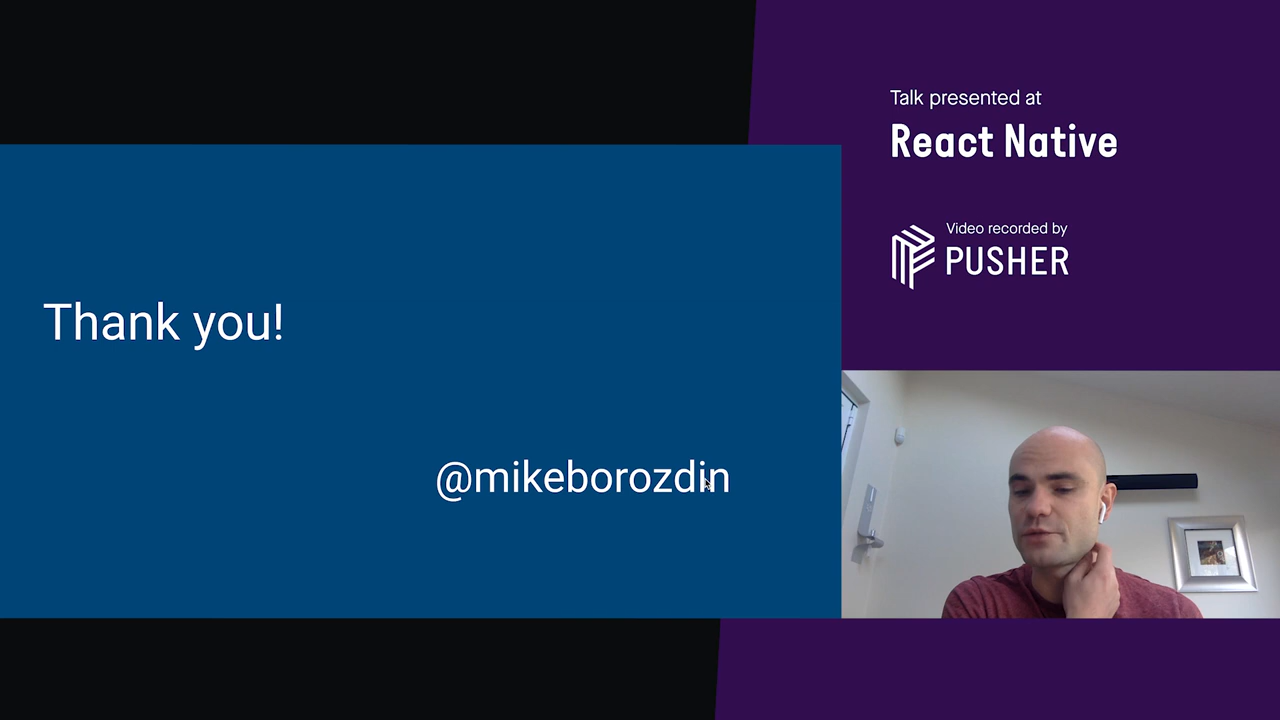 Talk presented at
React Native
Video recorded by
PUSHER
Thank you!
@mikeborozdin